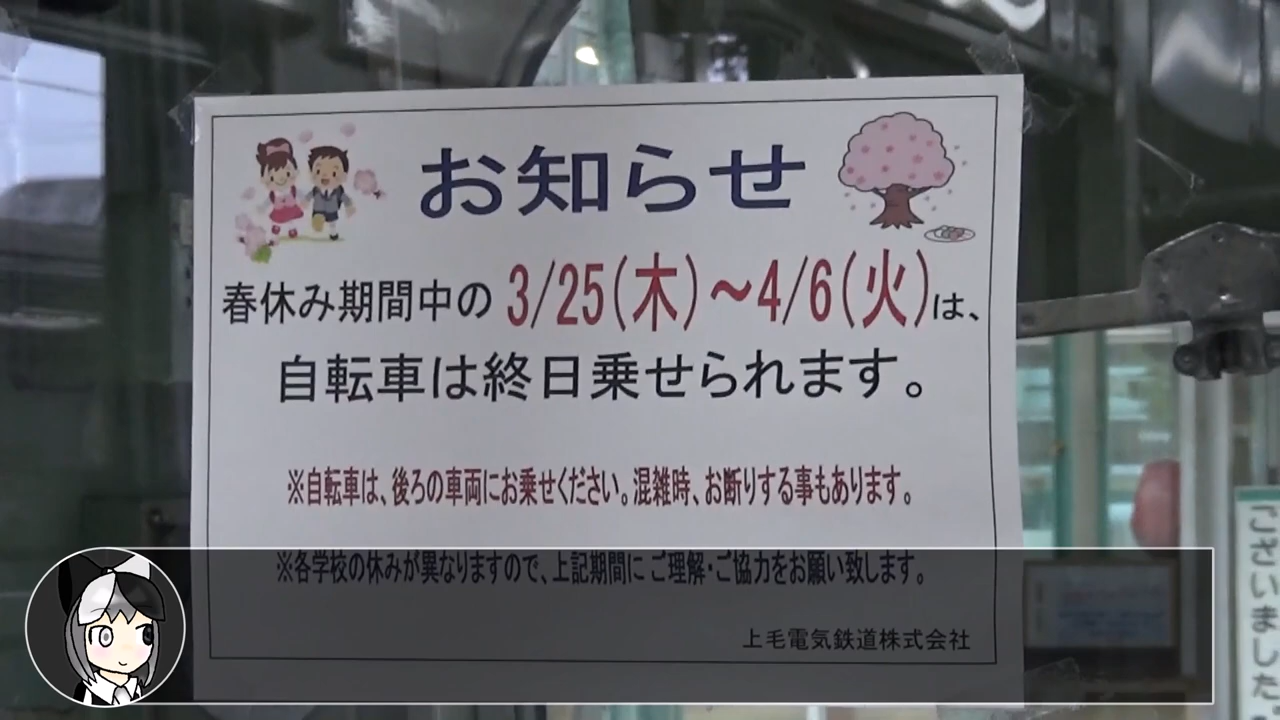 お知らせ
春休み期間中の 3/25(木)～4/6(火)は、
自転車は終日乗せられます。
※自転車は、後ろの車両にお乗せください。混雑時、お断りする事もあります。
※各学校の休みが異なりますので、上記期間に ご理解・ご協力をお願い致します。
上毛電気鉄道株式会社
ございました。